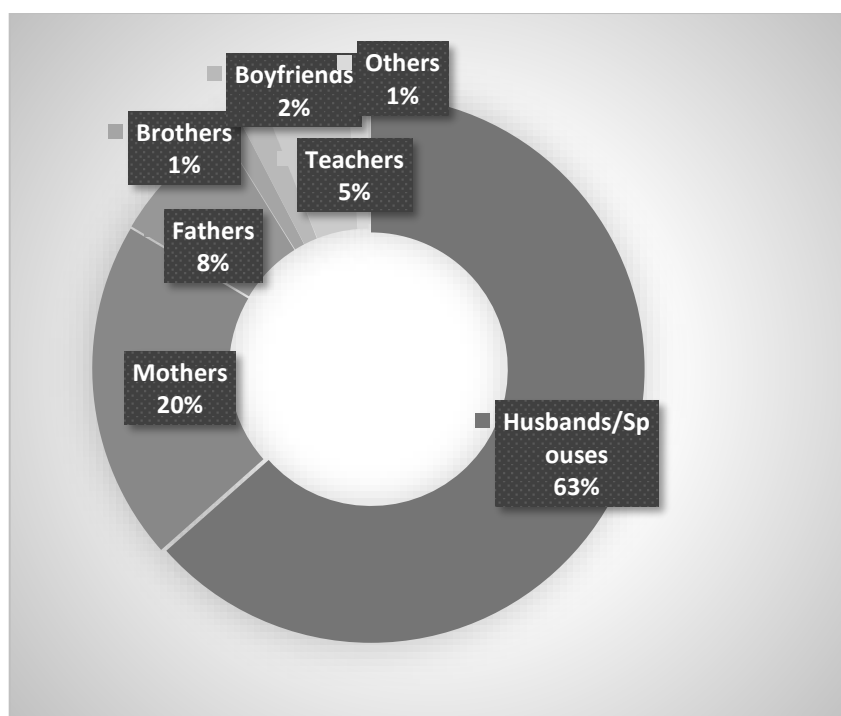 Others
1%
Boyfriends
2%
Brothers
1%
Teachers
5%
Fathers
8%
Mothers
20%
Husbands/Sp
ouses
63%